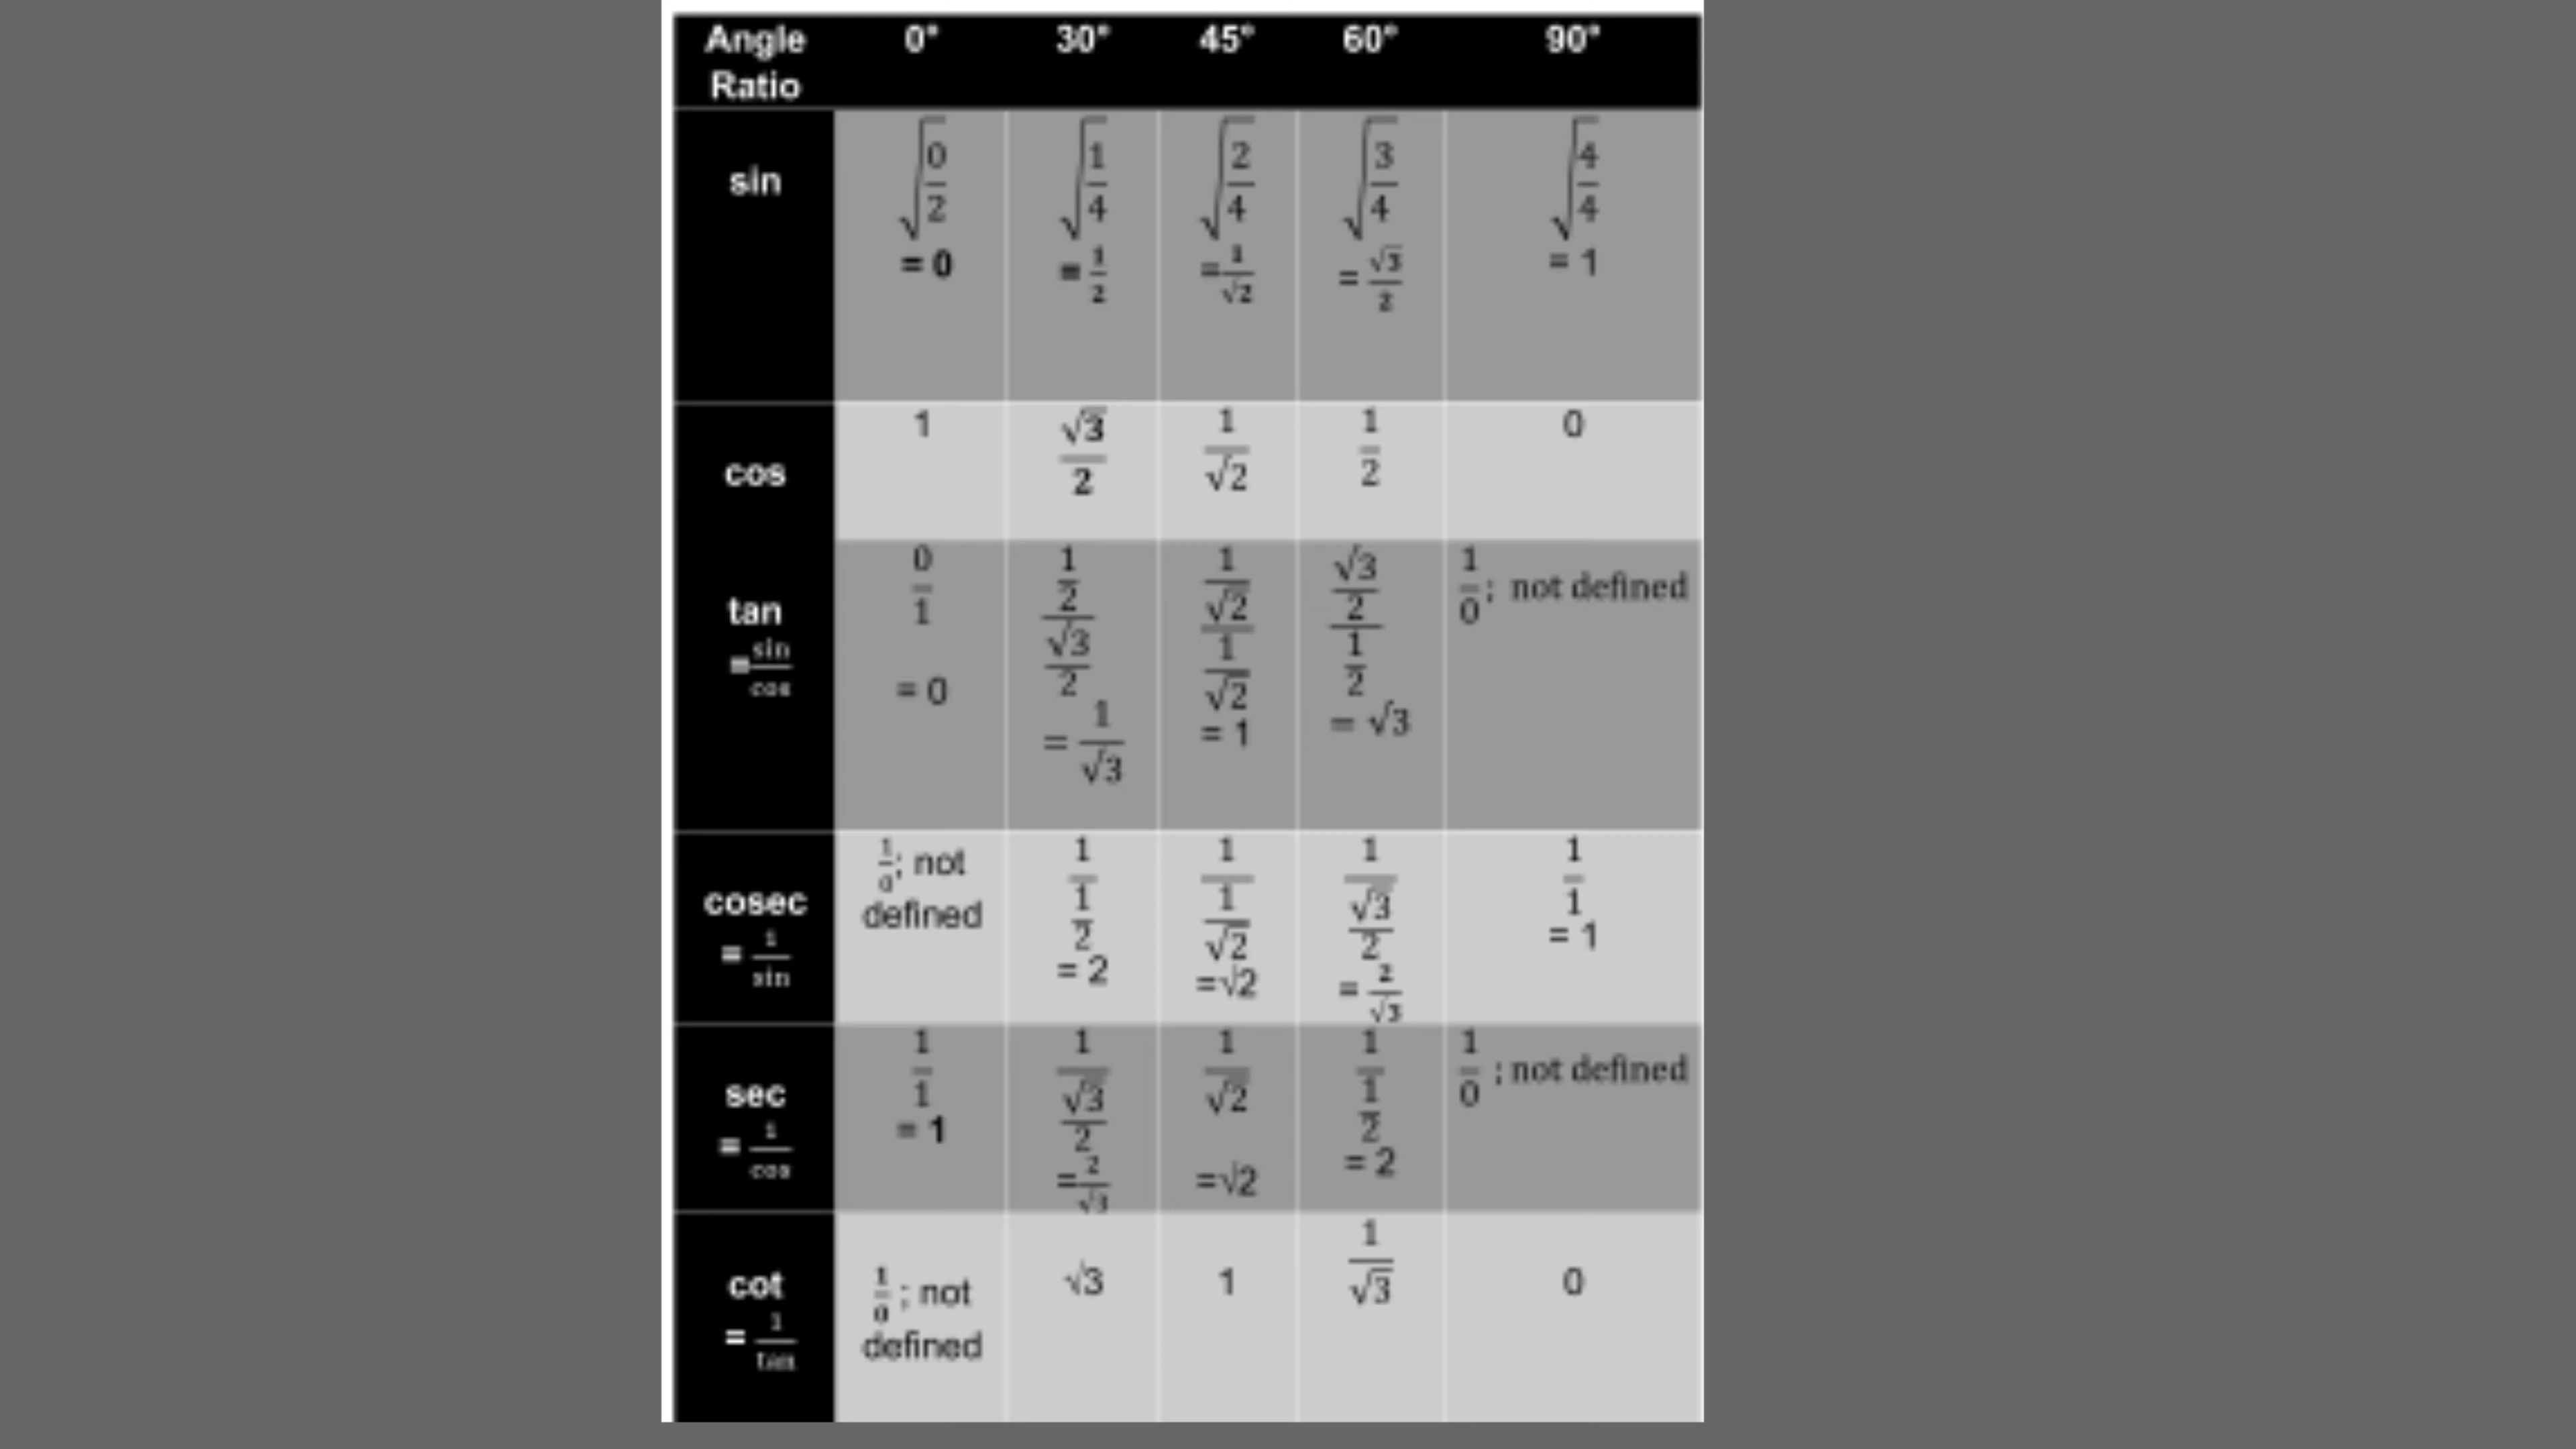 Angle Ratio 0° 30° 45° 60° 90°
sin √(0/2) = 0 √(1/4) = 1/2 √(2/4) = 1/√2 √(3/4) = √3/2 √(4/4) = 1
cos 1 √3/2 1/√2 1/2 0
tan = sin/cos 0/1 = 0 (1/2)/(√3/2) = 1/√3 (1/√2)/(1/√2) = 1 (√3/2)/(1/2) = √3 1/0; not defined
cosec = 1/sin 1/0; not defined 1/(1/2) = 2 1/(1/√2) =√2 1/(√3/2) = 2/√3 1/1 = 1
sec = 1/cos 1/1 = 1 1/(√3/2) = 2/√3 1/√2 =√2 1/(1/2) = 2 1/0 ; not defined
cot = 1/tan 1/0 ; not defined √3 1 1/√3 0